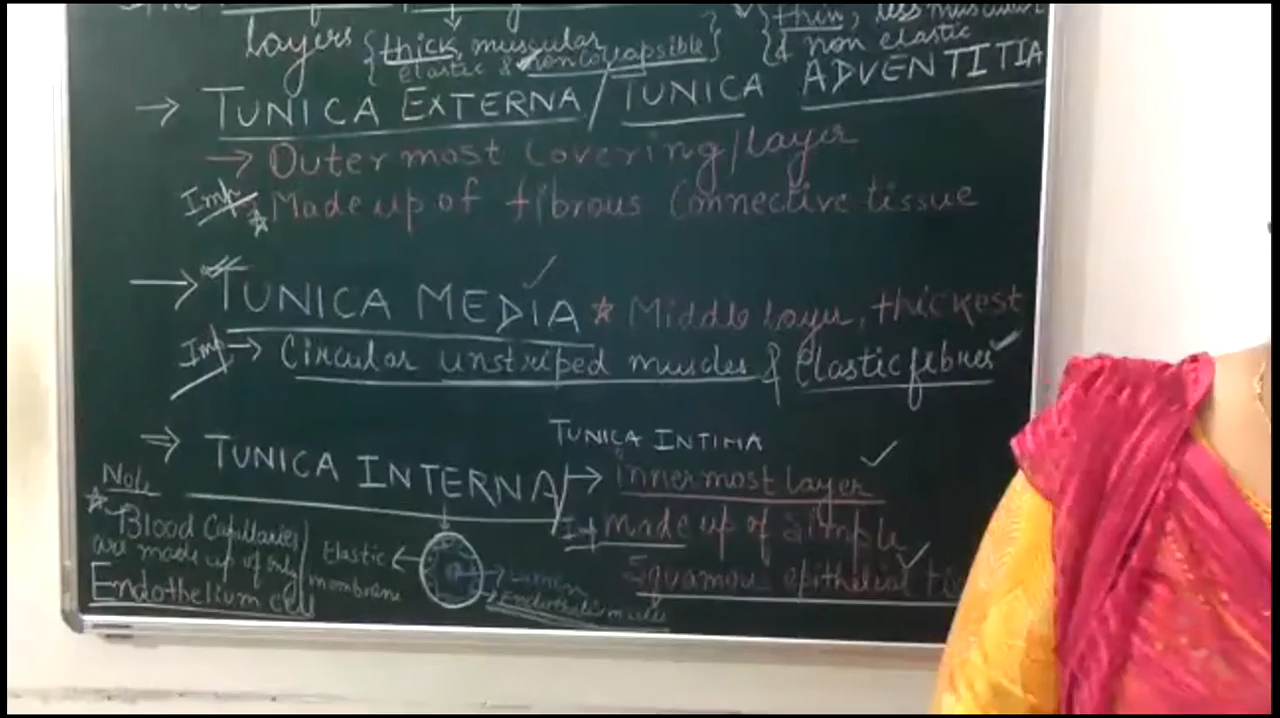 layers { thick, muscular } { thin, less muscular
elastic & noncollapsible & non elastic
→ TUNICA EXTERNA / TUNICA ADVENTITIA
→ Outermost covering/layer
Imp * Made up of fibrous connective tissue
→ TUNICA MEDIA * Middle layer, thickest
Imp → Circular unstriped muscles & Elastic fibres
TUNICA INTIMA
⇒ TUNICA INTERNA / → innermost layer
Imp made up of simple
Squamous epithelial
Note
* Blood Capillaries
are made up of only
Endothelium cell
Elastic
membrane
Lumen